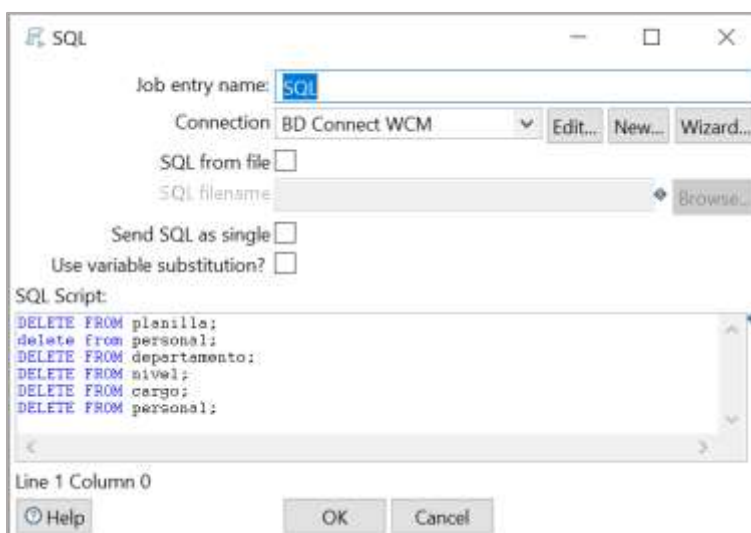 SQL
Job entry name: SQL
Connection BD Connect WCM Edit... New... Wizard...
SQL from file
SQL filename Browse...
Send SQL as single
Use variable substitution?
SQL Script:
DELETE FROM planilla;
delete from personal;
DELETE FROM departamento;
DELETE FROM nivel;
DELETE FROM cargo;
DELETE FROM personal;
Line 1 Column 0
Help OK Cancel